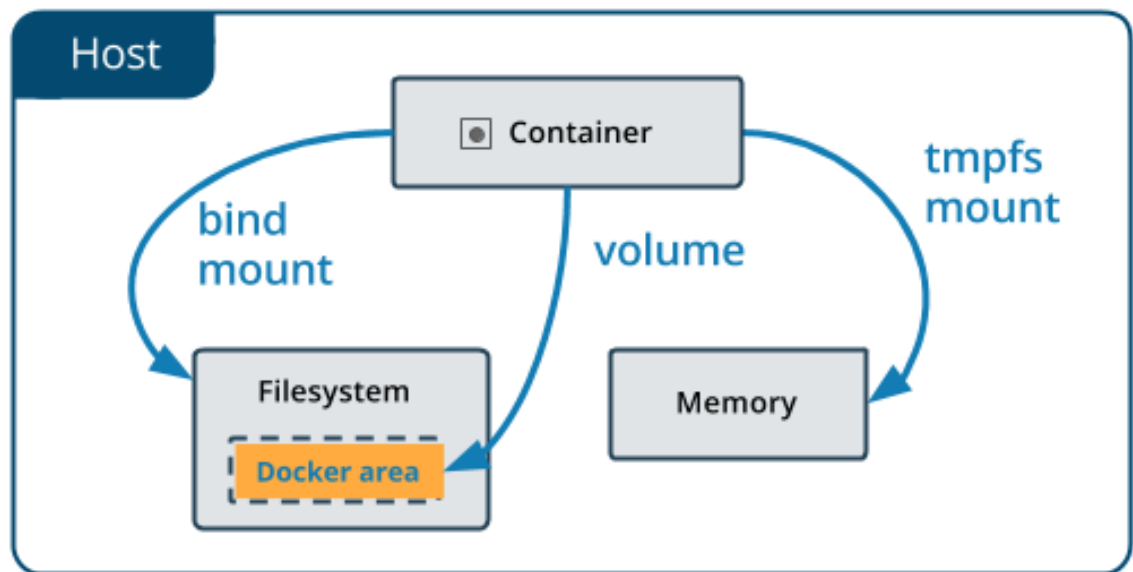 Host
Container
bind
mount
volume
tmpfs
mount
Filesystem
Docker area
Memory